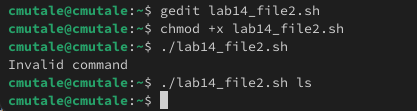 cmutale@cmutale:~$ gedit lab14_file2.sh
cmutale@cmutale:~$ chmod +x lab14_file2.sh
cmutale@cmutale:~$ ./lab14_file2.sh
Invalid command
cmutale@cmutale:~$ ./lab14_file2.sh ls
cmutale@cmutale:~$